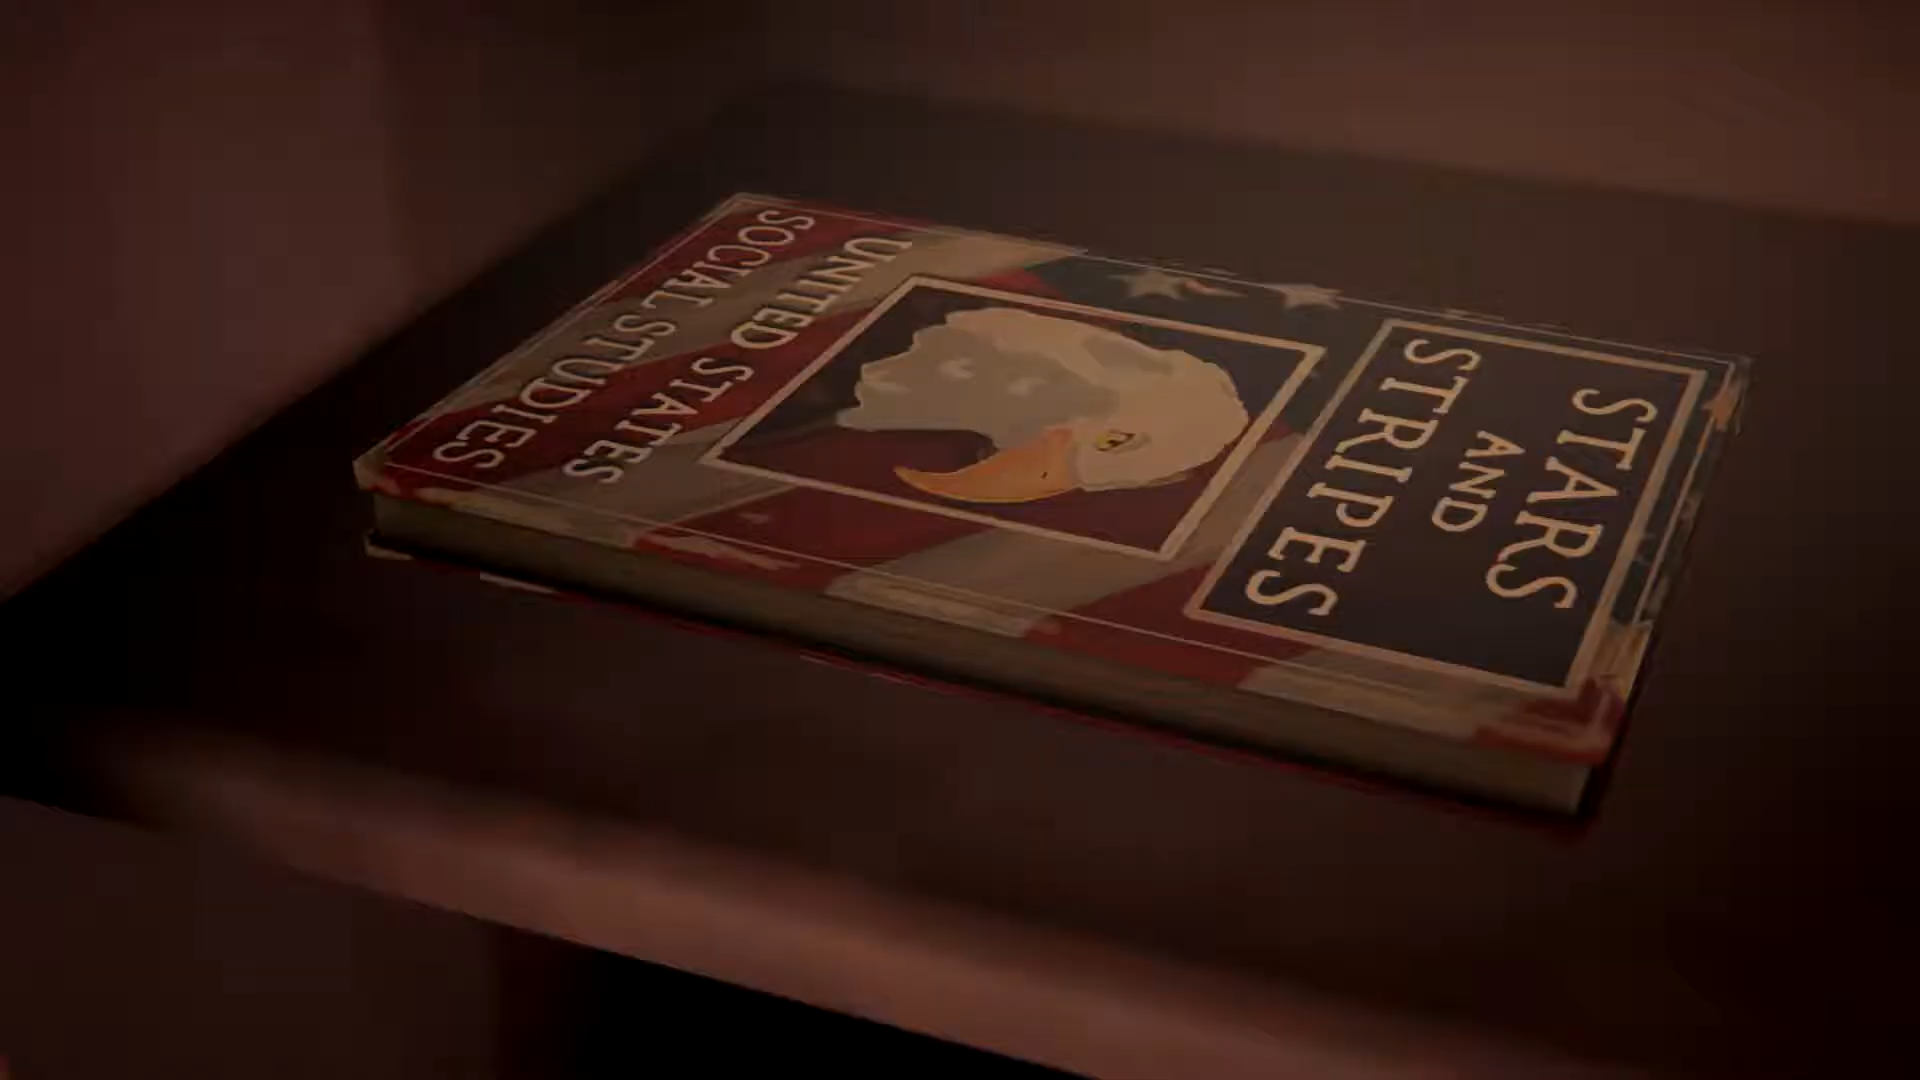 STARS
AND
STRIPES
UNITED STATES
SOCIAL STUDIES